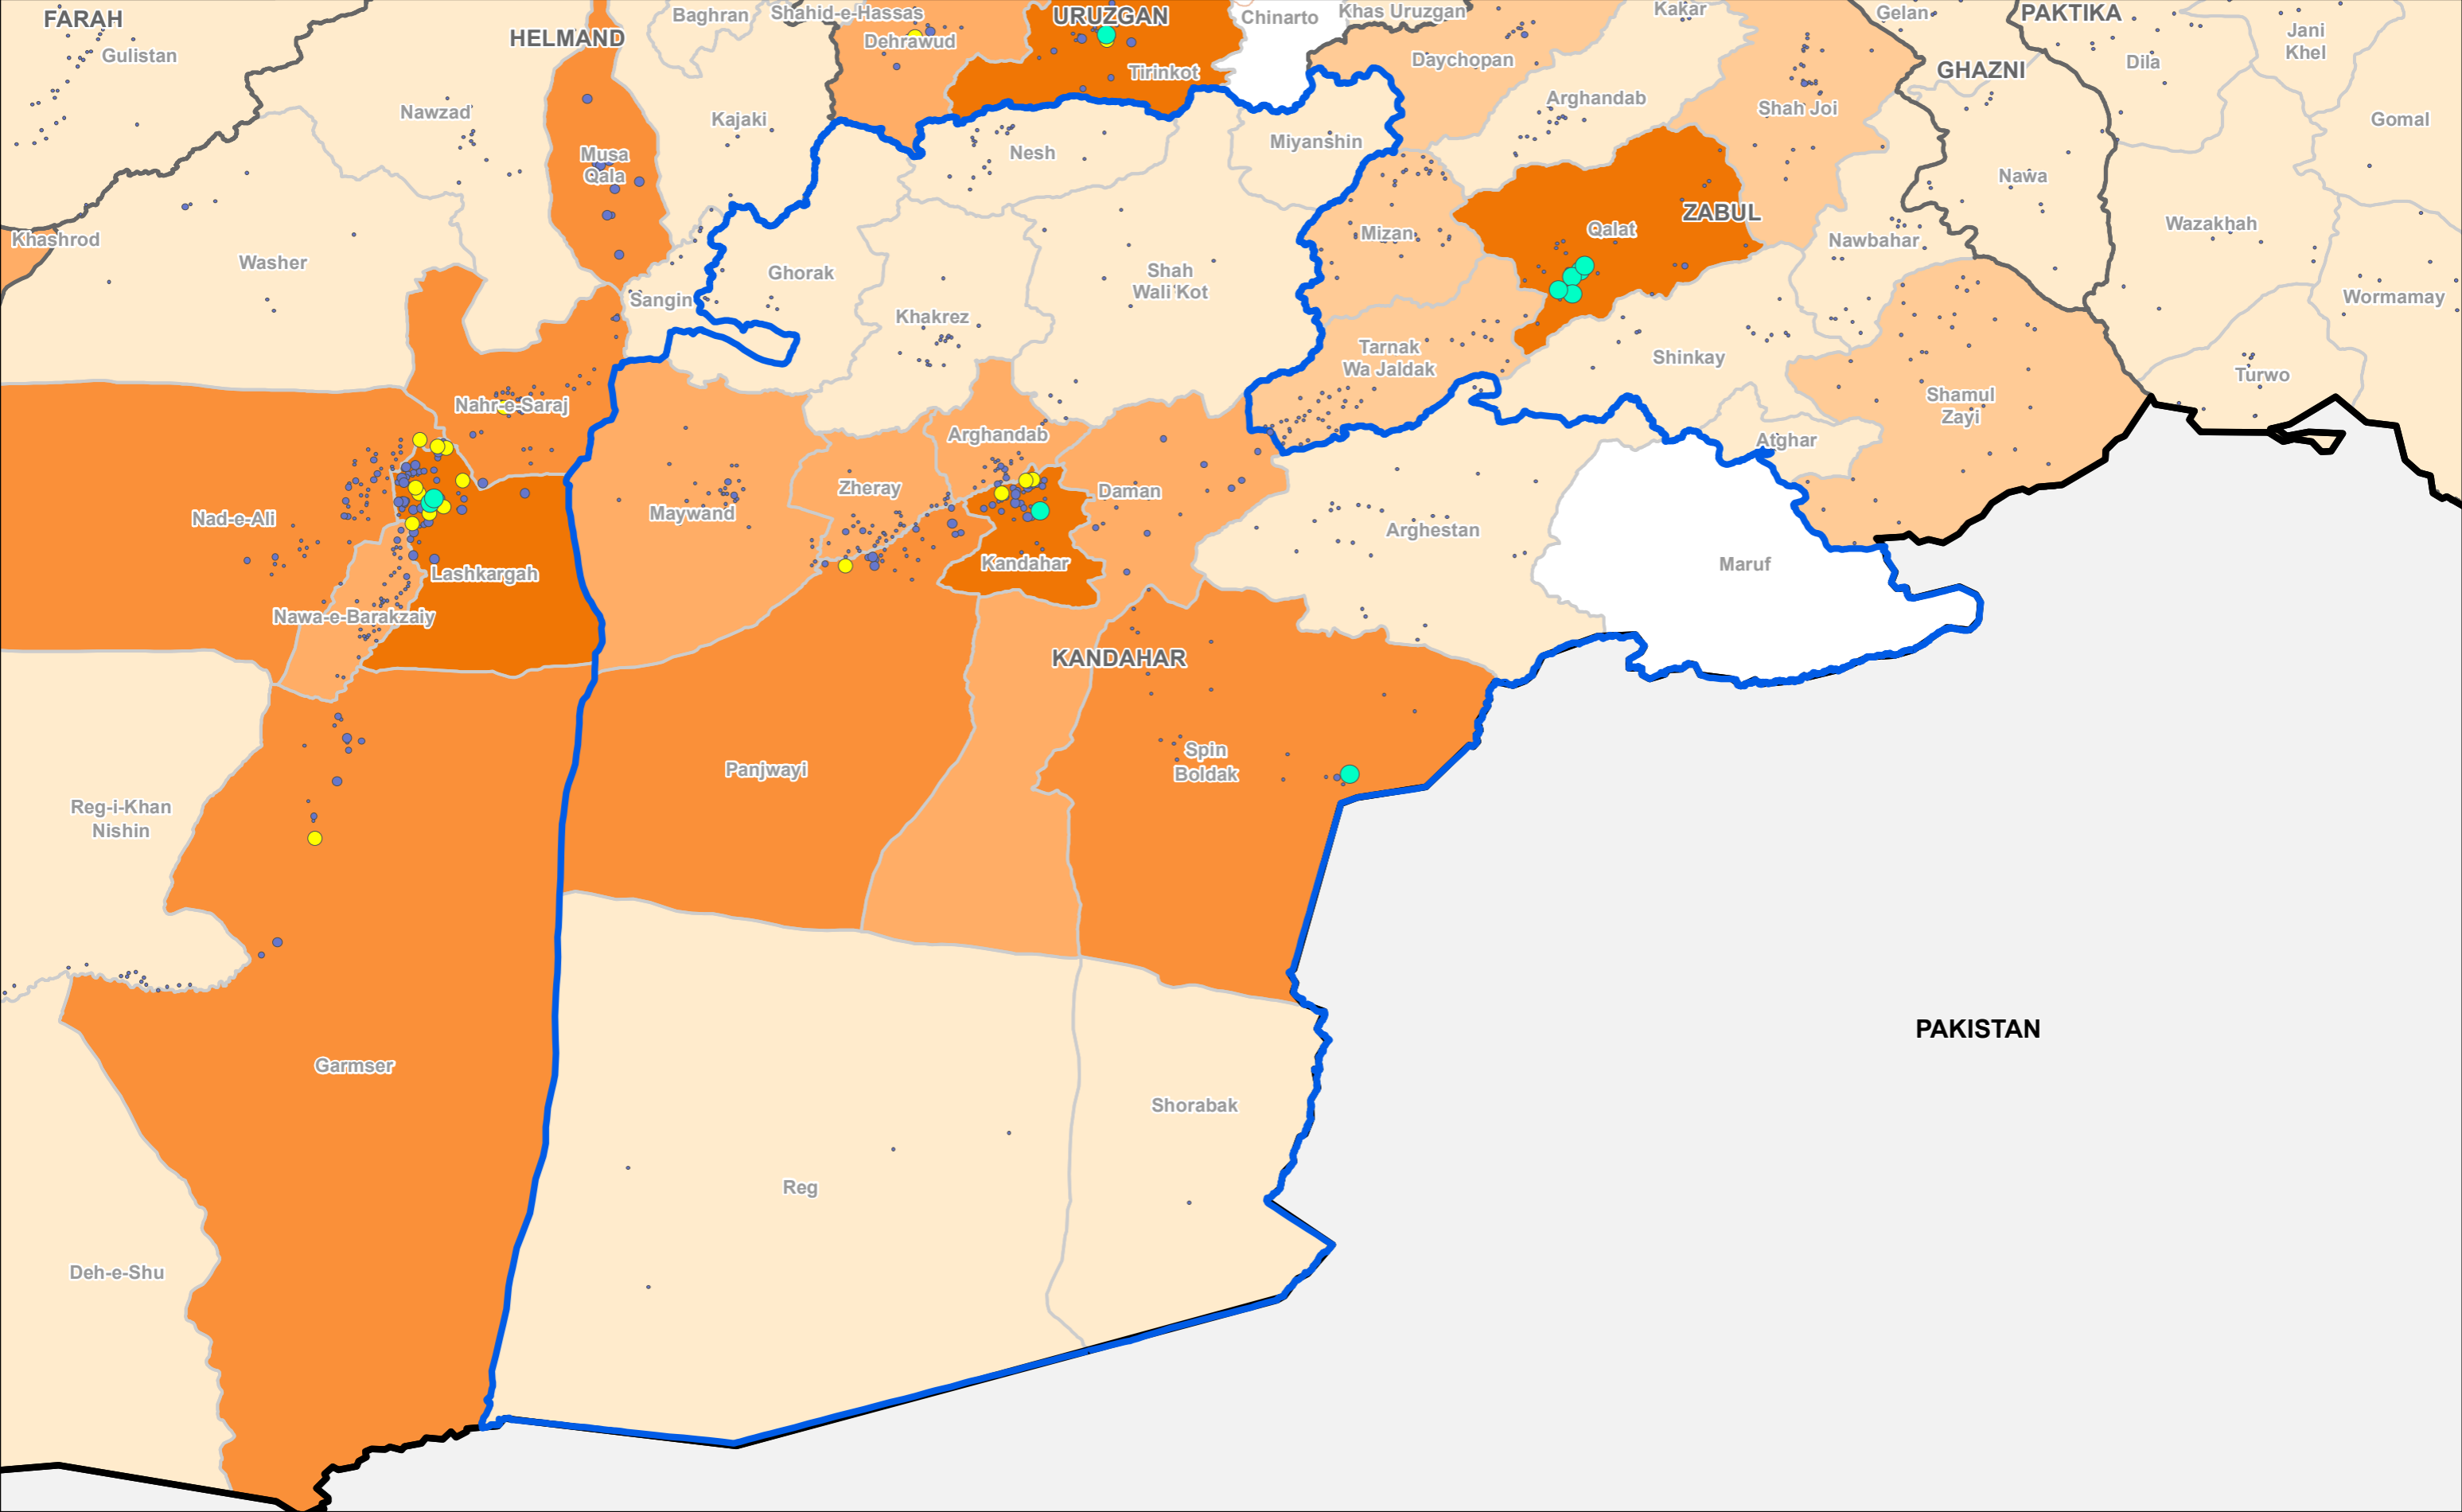 FARAH
Gulistan
HELMAND
Baghran
Shahid-e-Hassas
Dehrawud
URUZGAN
Tirinkot
Chinarto
Khas Uruzgan
Daychopan
Kakar
Gelan
PAKTIKA
Dila
Jani
Khel
GHAZNI
Gomal
Nawzad
Kajaki
Musa
Qala
Nesh
Miyanshin
Arghandab
Shah Joi
Nawa
Khashrod
Washer
Sangin
Ghorak
Khakrez
Shah
Wali Kot
Mizan
Qalat
ZABUL
Nawbahar
Wazakhah
Wormamay
Tarnak
Wa Jaldak
Shinkay
Shamul
Zayi
Turwo
Nahr-e-Saraj
Arghandab
Atghar
Nad-e-Ali
Lashkargah
Nawa-e-Barakzaiy
Maywand
Zheray
Daman
Kandahar
Arghestan
Maruf
KANDAHAR
Reg-i-Khan
Nishin
Panjwayi
Spin
Boldak
PAKISTAN
Garmser
Shorabak
Reg
Deh-e-Shu